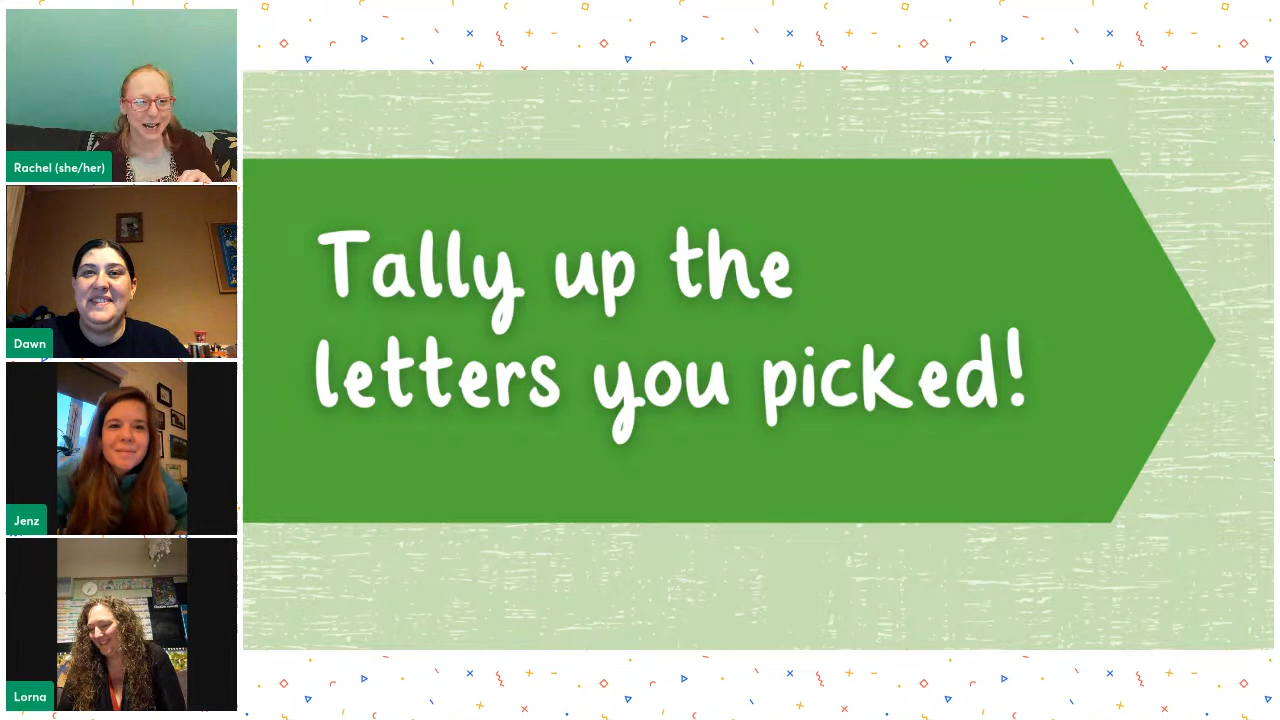 Rachel (she/her)
Dawn
Jenz
Lorna
Tally up the
letters you picked!